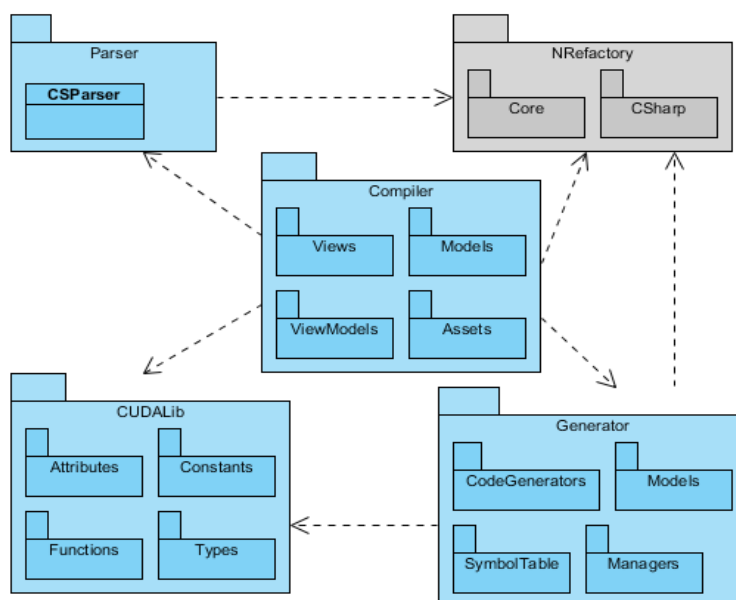 Parser
CSParser
NRefactory
Core
CSharp
Compiler
Views
Models
ViewModels
Assets
CUDALib
Attributes
Constants
Functions
Types
Generator
CodeGenerators
Models
SymbolTable
Managers